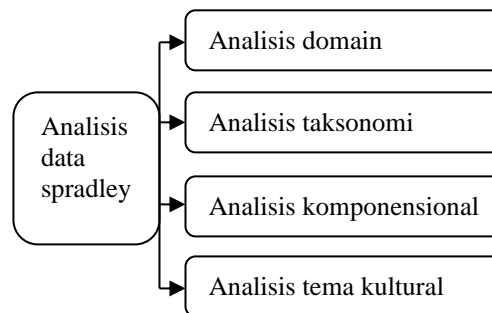 Analisis domain
Analisis taksonomi
Analisis
data
spradley
Analisis komponensional
Analisis tema kultural